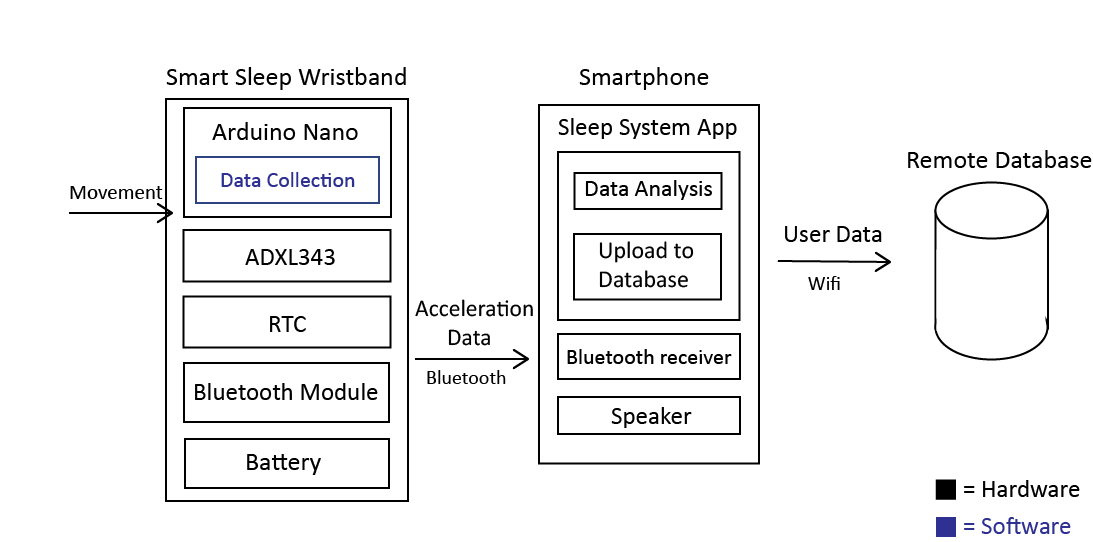 Smart Sleep Wristband
Arduino Nano
Data Collection
Movement
ADXL343
RTC
Bluetooth Module
Battery
Acceleration
Data
Bluetooth
Smartphone
Sleep System App
Data Analysis
Upload to
Database
Bluetooth receiver
Speaker
User Data
Wifi
Remote Database
= Hardware
= Software